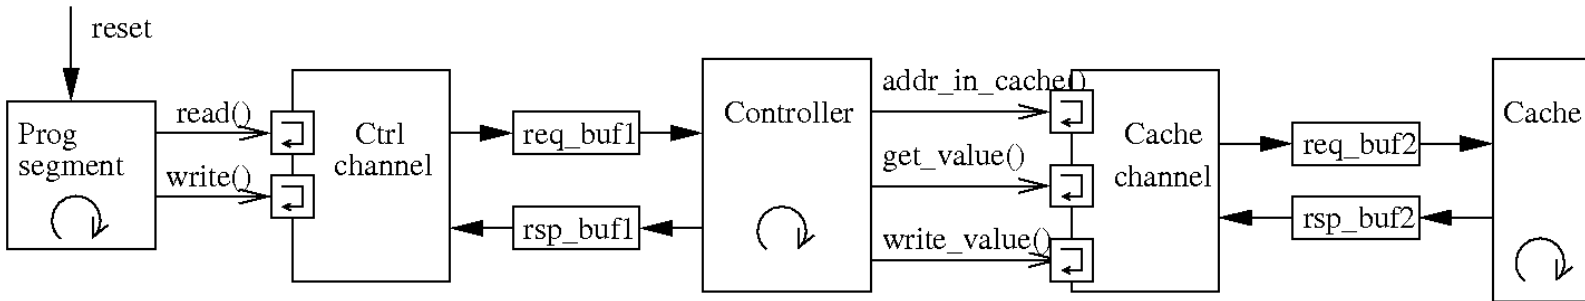 reset
Prog
segment
read()
write()
Ctrl
channel
req_buf1
rsp_buf1
Controller
addr_in_cache()
get_value()
write_value()
Cache
channel
req_buf2
rsp_buf2
Cache